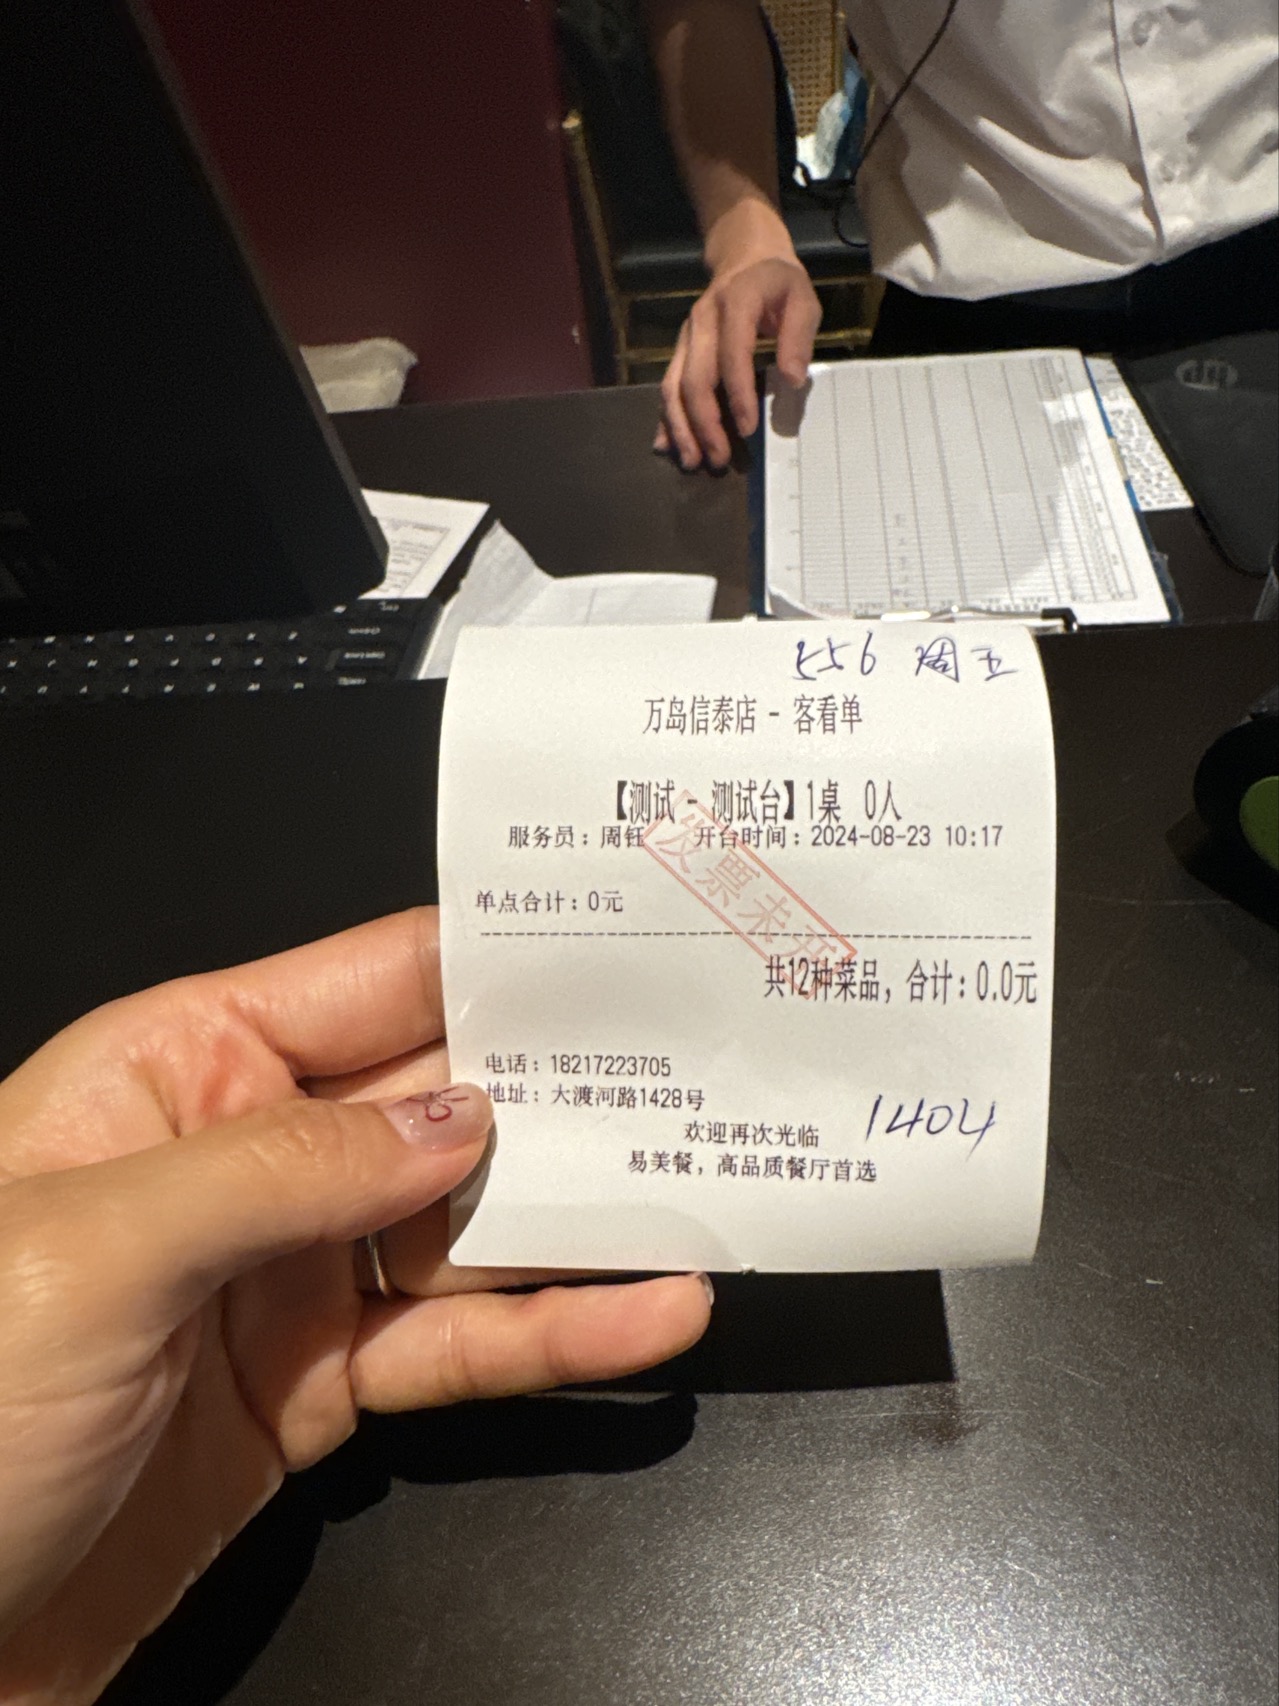 556 周五
万岛信泰店 - 客看单
【测试 - 测试台】1桌 0人
服务员：周钰 开台时间：2024-08-23 10:17
发票未开
单点合计：0元
共12种菜品，合计：0.0元
电话：18217223705
地址：大渡河路1428号
1404
欢迎再次光临
易美餐，高品质餐厅首选
hp